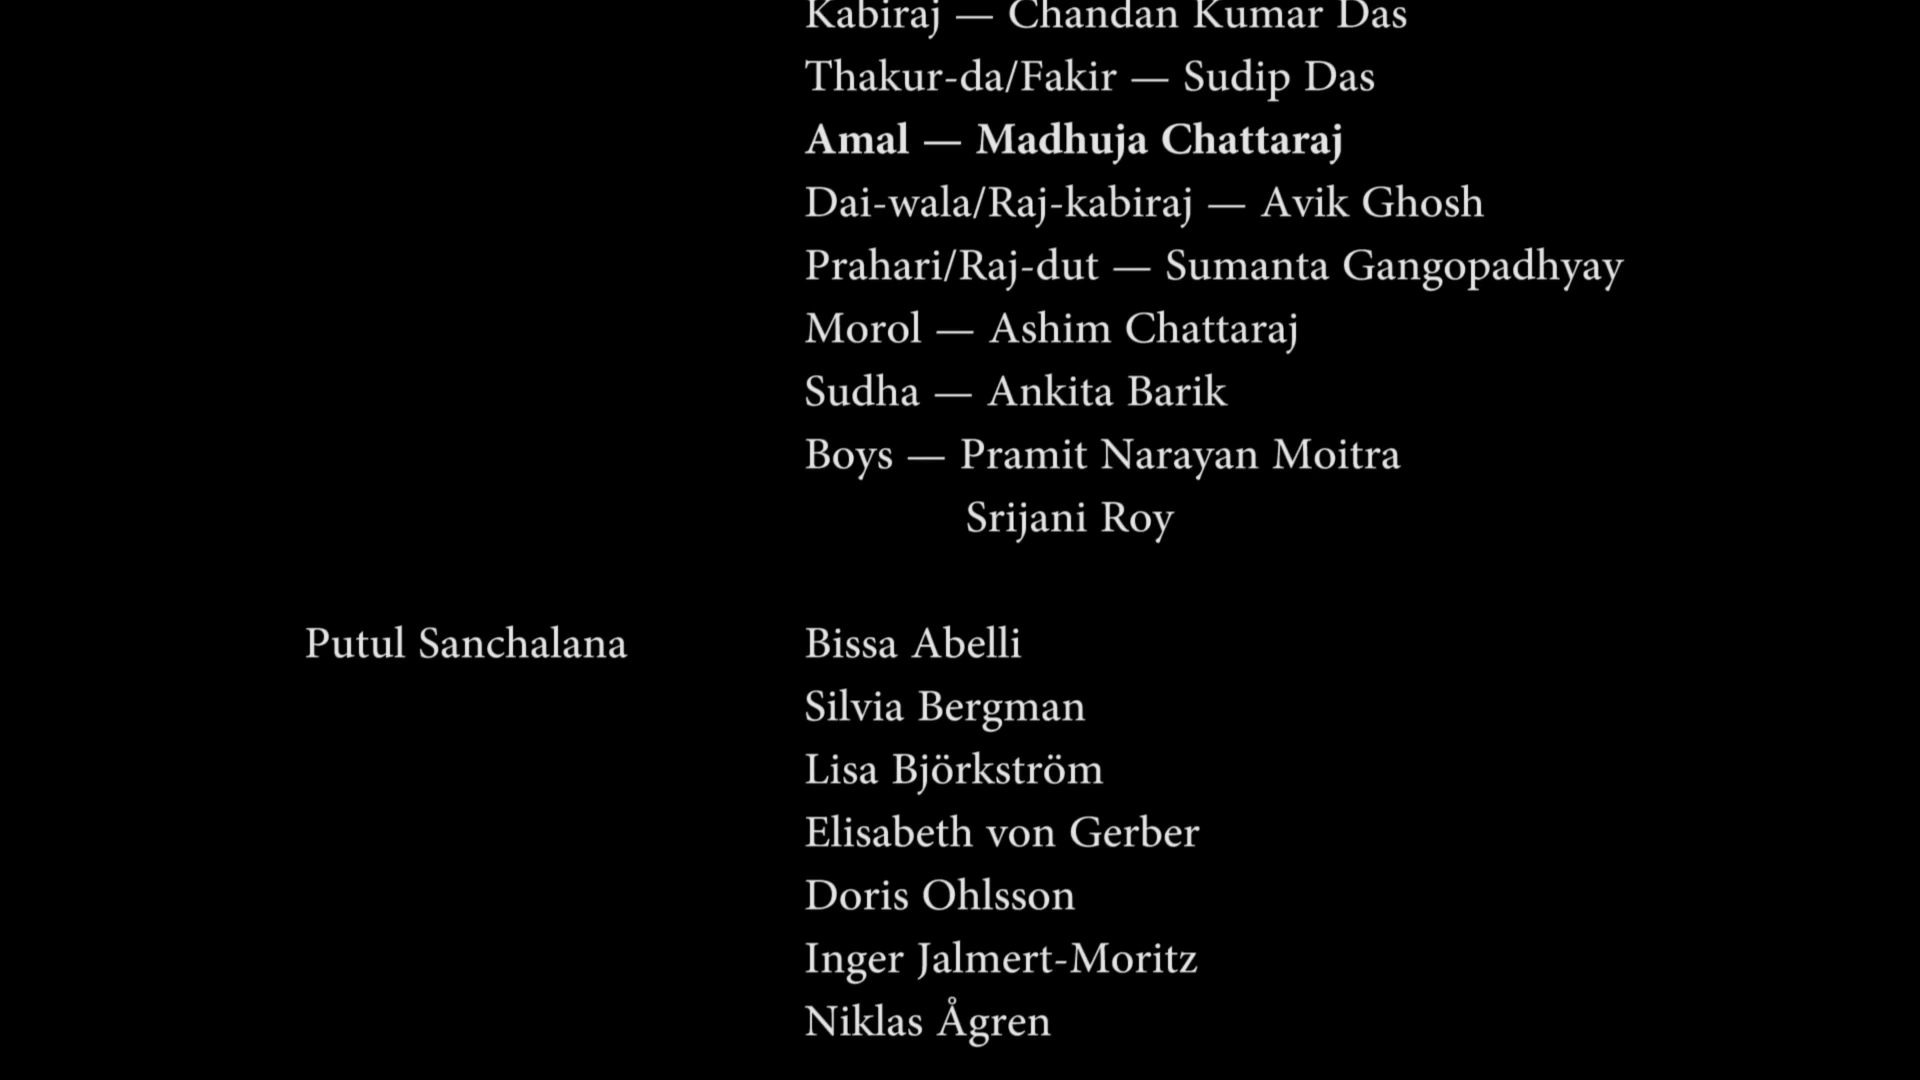 Kabiraj — Chandan Kumar Das
Thakur-da/Fakir — Sudip Das
Amal — Madhuja Chattaraj
Dai-wala/Raj-kabiraj — Avik Ghosh
Prahari/Raj-dut — Sumanta Gangopadhyay
Morol — Ashim Chattaraj
Sudha — Ankita Barik
Boys — Pramit Narayan Moitra
Srijani Roy
Putul Sanchalana Bissa Abelli
Silvia Bergman
Lisa Björkström
Elisabeth von Gerber
Doris Ohlsson
Inger Jalmert-Moritz
Niklas Ågren